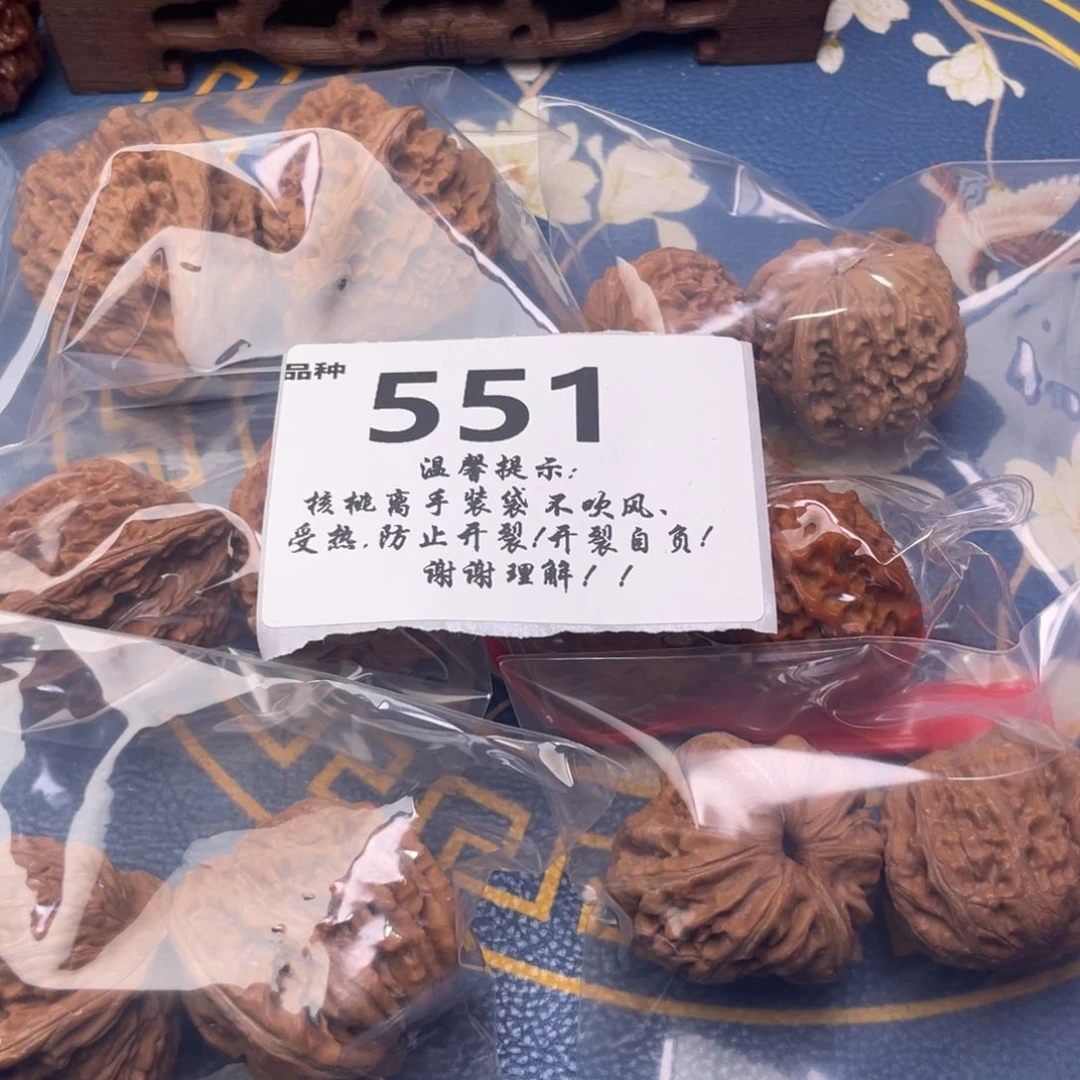 品种
551
温馨提示:
核桃离手装袋不吹风、
受热,防止开裂!开裂自负!
谢谢理解!!